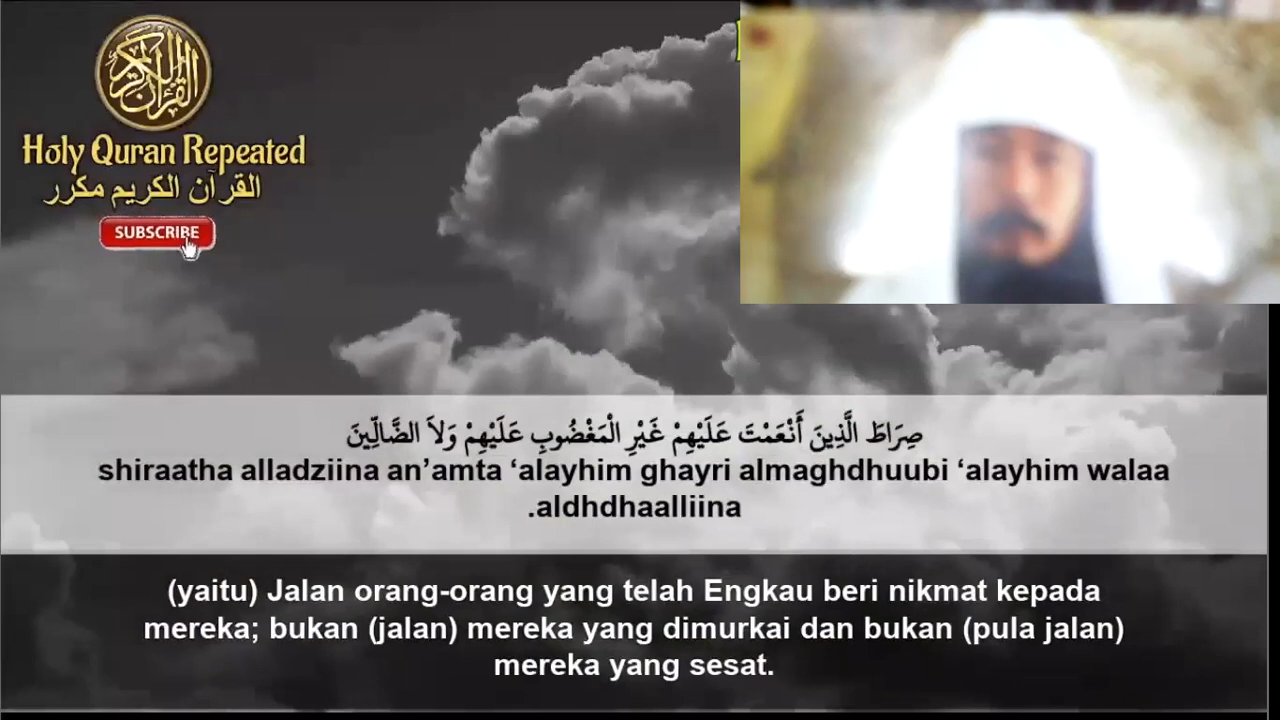 Holy Quran Repeated
القرآن الكريم مكرر
SUBSCRIBE
صِرَاطَ الَّذِينَ أَنْعَمْتَ عَلَيْهِمْ غَيْرِ الْمَغْضُوبِ عَلَيْهِمْ وَلاَ الضَّالِّينَ
shiraatha alladziina an’amta ‘alayhim ghayri almaghdhuubi ‘alayhim walaa
.aldhdhaalliina
(yaitu) Jalan orang-orang yang telah Engkau beri nikmat kepada
mereka; bukan (jalan) mereka yang dimurkai dan bukan (pula jalan)
mereka yang sesat.